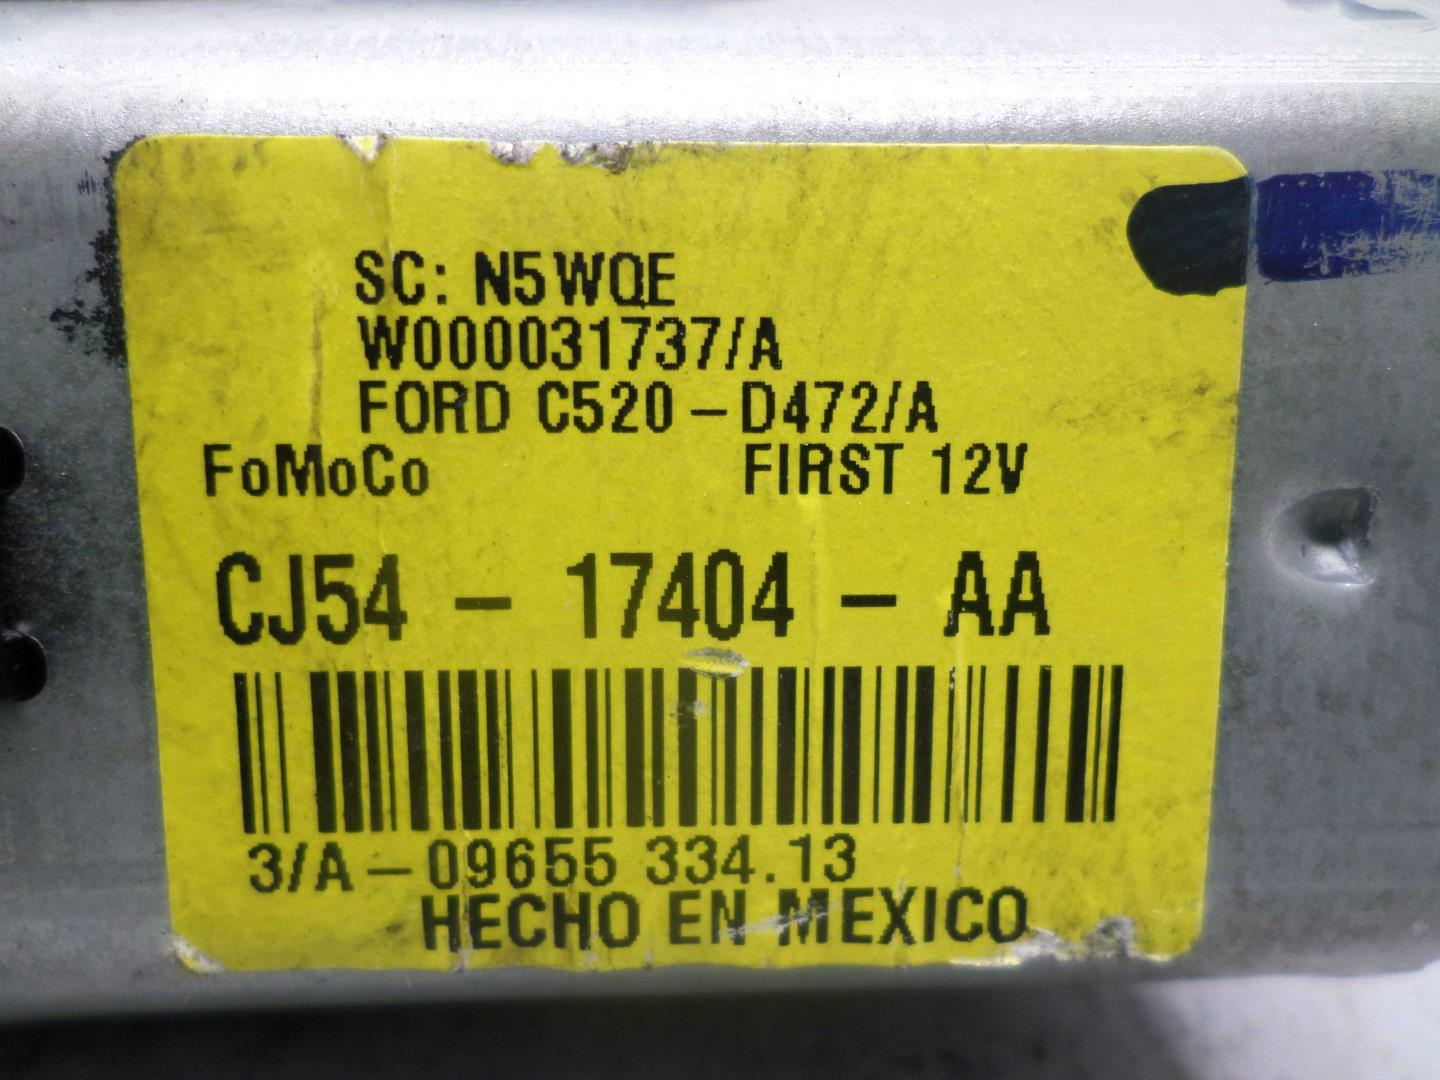 SC: N5WQE
W000031737/A
FORD C520-D472/A
FoMoCo FIRST 12V
CJ54 - 17404 - AA
3/A-09655 334.13
HECHO EN MEXICO